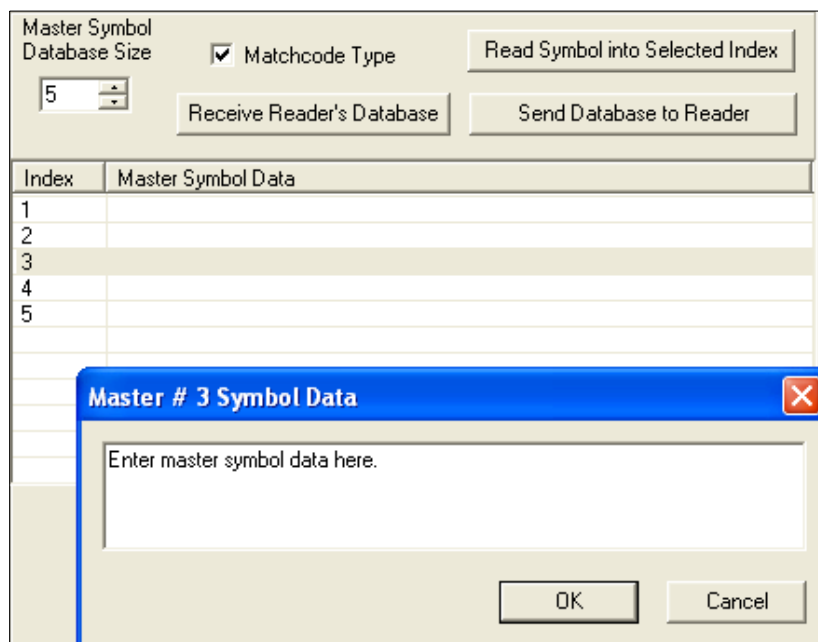 Master Symbol
Database Size
Matchcode Type
Read Symbol into Selected Index
5
Receive Reader's Database
Send Database to Reader
Index Master Symbol Data
1
2
3
4
5
Master # 3 Symbol Data
Enter master symbol data here.
OK Cancel